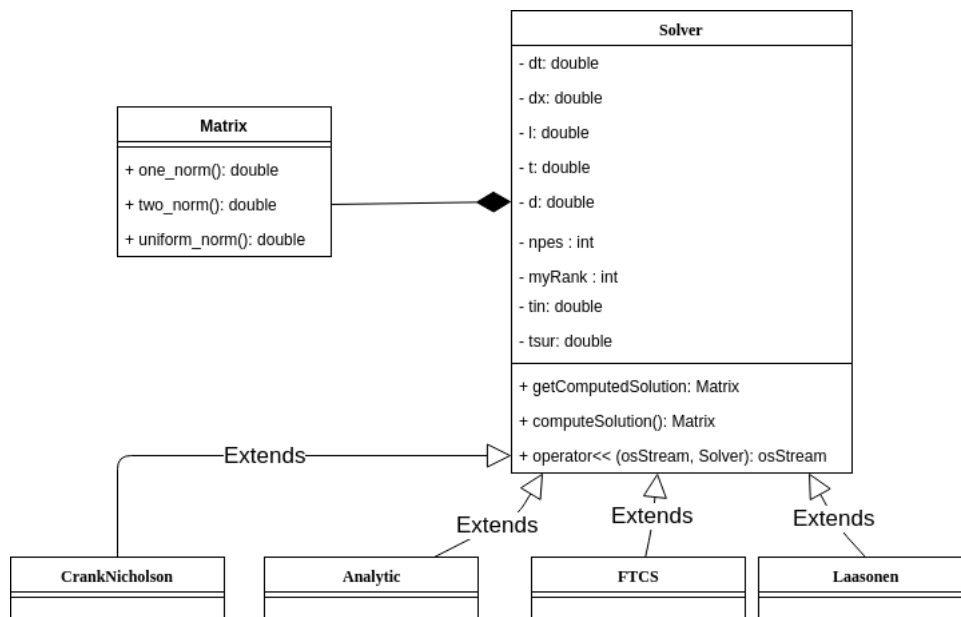 Solver
- dt: double
- dx: double
- l: double
- t: double
- d: double
- npes : int
- myRank : int
- tin: double
- tsur: double
+ getComputedSolution: Matrix
+ computeSolution(): Matrix
+ operator<< (osStream, Solver): osStream
Matrix
+ one_norm(): double
+ two_norm(): double
+ uniform_norm(): double
Extends
Extends
Extends
Extends
CrankNicholson
Analytic
FTCS
Laasonen